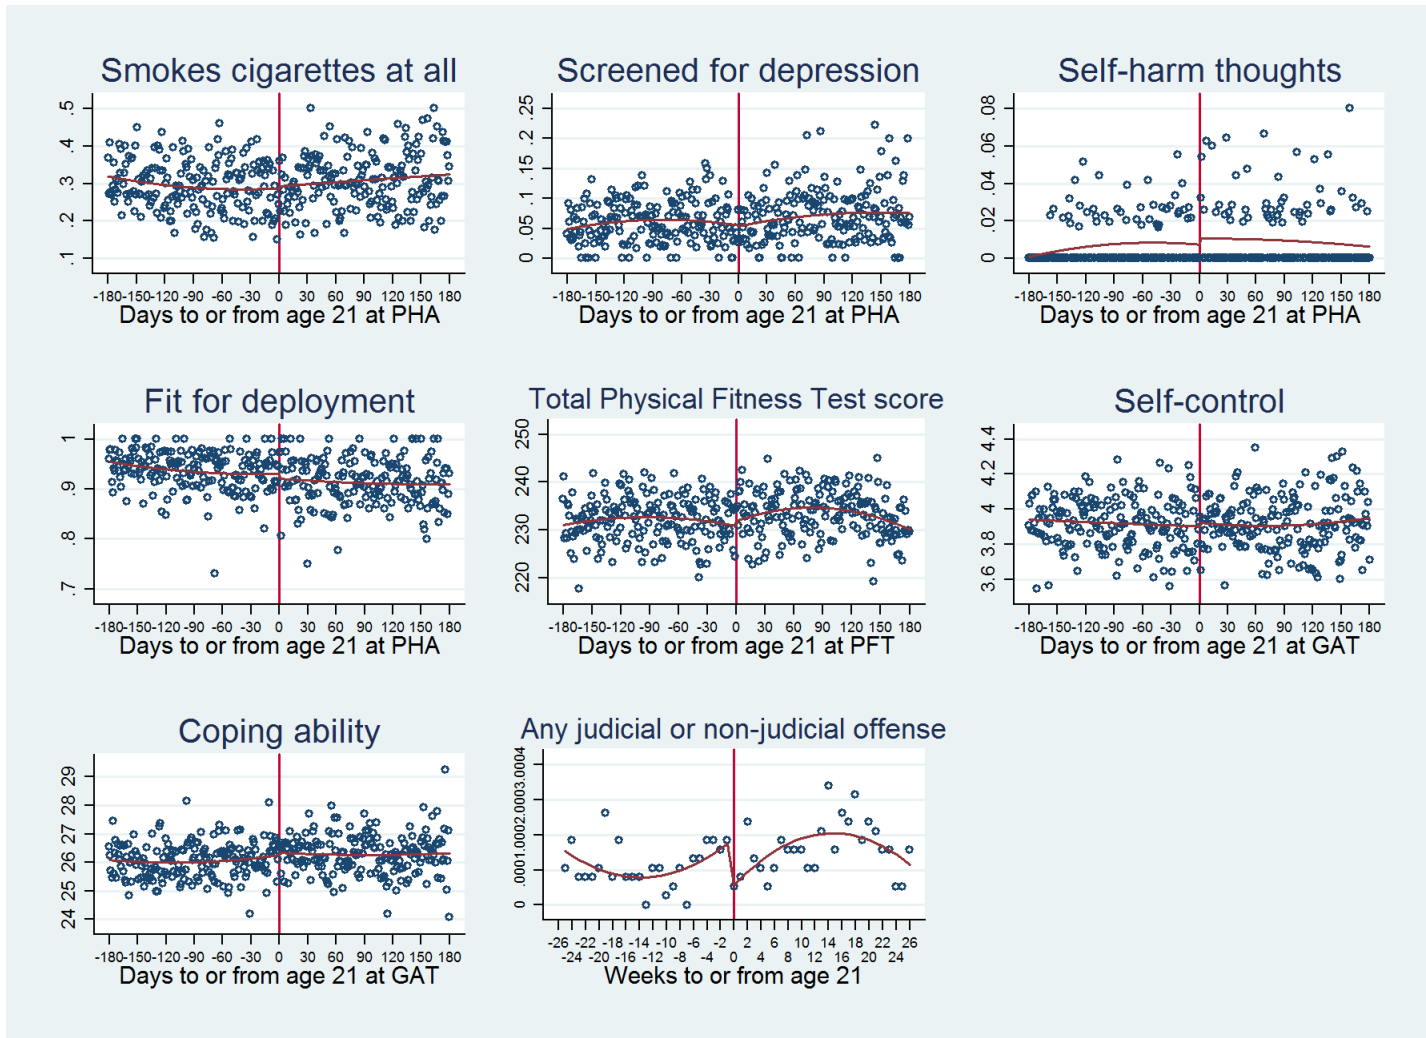 Smokes cigarettes at all
.5
.4
.3
.2
.1
-180-150-120 -90 -60 -30 0 30 60 90 120 150 180
Days to or from age 21 at PHA
Screened for depression
.25
.2
.15
.1
.05
0
-180-150-120 -90 -60 -30 0 30 60 90 120 150 180
Days to or from age 21 at PHA
Self-harm thoughts
.08
.06
.04
.02
0
-180-150-120 -90 -60 -30 0 30 60 90 120 150 180
Days to or from age 21 at PHA
Fit for deployment
1
.9
.8
.7
-180-150-120 -90 -60 -30 0 30 60 90 120 150 180
Days to or from age 21 at PHA
Total Physical Fitness Test score
250
240
230
220
-180-150-120 -90 -60 -30 0 30 60 90 120 150 180
Days to or from age 21 at PFT
Self-control
4.4
4.2
4
3.8
3.6
-180-150-120 -90 -60 -30 0 30 60 90 120 150 180
Days to or from age 21 at GAT
Coping ability
29
28
27
26
25
24
-180-150-120 -90 -60 -30 0 30 60 90 120 150 180
Days to or from age 21 at GAT
Any judicial or non-judicial offense
.0004
.0003
.0002
.0001
0
-26 -22 -18 -14 -10 -6 -2 2 6 10 14 18 22 26
-24 -20 -16 -12 -8 -4 0 4 8 12 16 20 24
Weeks to or from age 21